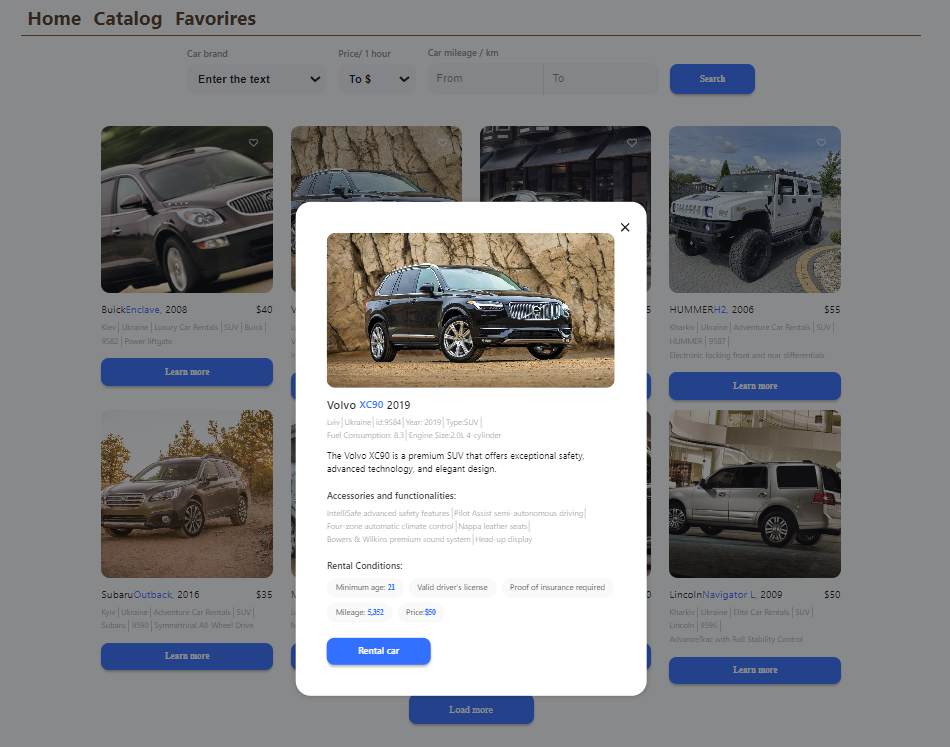 Home Catalog Favorires
Car brand Price/ 1 hour Car mileage / km
Enter the text To $ From To Search
BuickEnclave, 2008 $40
Kiev | Ukraine | Luxury Car Rentals | SUV | Buick |
9582 | Power liftgate
Learn more
HUMMERH2, 2006 $55
Kharkiv | Ukraine | Adventure Car Rentals | SUV |
HUMMER | 9587 |
Electronic locking front and rear differentials
Learn more
Volvo XC90 2019
Lviv | Ukraine | id:9584 | Year: 2019 | Type:SUV |
Fuel Consumption: 8.3 | Engine Size:2.0L 4-cylinder
The Volvo XC90 is a premium SUV that offers exceptional safety,
advanced technology, and elegant design.
Accessories and functionalities:
IntelliSafe advanced safety features | Pilot Assist semi-autonomous driving |
Four-zone automatic climate control | Nappa leather seats |
Bowers & Wilkins premium sound system | Head-up display
Rental Conditions:
Minimum age: 21 Valid driver's license Proof of insurance required
Mileage: 5,352 Price:$50
Rental car
SubaruOutback, 2016 $35
Kyiv | Ukraine | Adventure Car Rentals | SUV |
Subaru | 9590 | Symmetrical All-Wheel Drive
Learn more
LincolnNavigator L, 2009 $50
Kharkiv | Ukraine | Elite Car Rentals | SUV |
Lincoln | 9596 |
AdvanceTrac with Roll Stability Control
Learn more
Load more